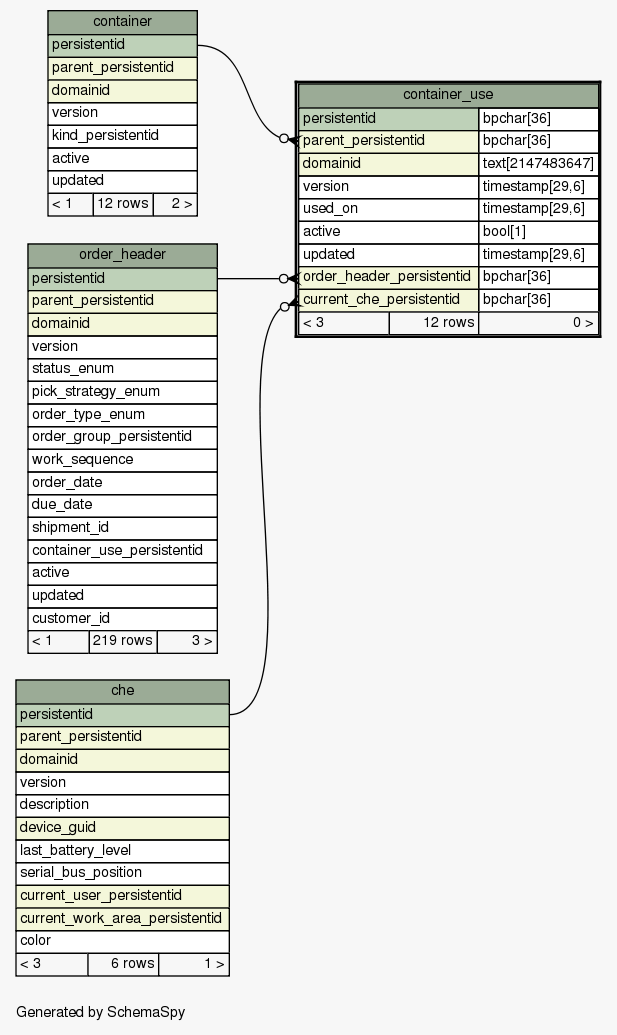 container
persistentid
parent_persistentid
domainid
version
kind_persistentid
active
updated
< 1 12 rows 2 >
container_use
persistentid bpchar[36]
parent_persistentid bpchar[36]
domainid text[2147483647]
version timestamp[29,6]
used_on timestamp[29,6]
active bool[1]
updated timestamp[29,6]
order_header_persistentid bpchar[36]
current_che_persistentid bpchar[36]
< 3 12 rows 0 >
order_header
persistentid
parent_persistentid
domainid
version
status_enum
pick_strategy_enum
order_type_enum
order_group_persistentid
work_sequence
order_date
due_date
shipment_id
container_use_persistentid
active
updated
customer_id
< 1 219 rows 3 >
che
persistentid
parent_persistentid
domainid
version
description
device_guid
last_battery_level
serial_bus_position
current_user_persistentid
current_work_area_persistentid
color
< 3 6 rows 1 >
Generated by SchemaSpy